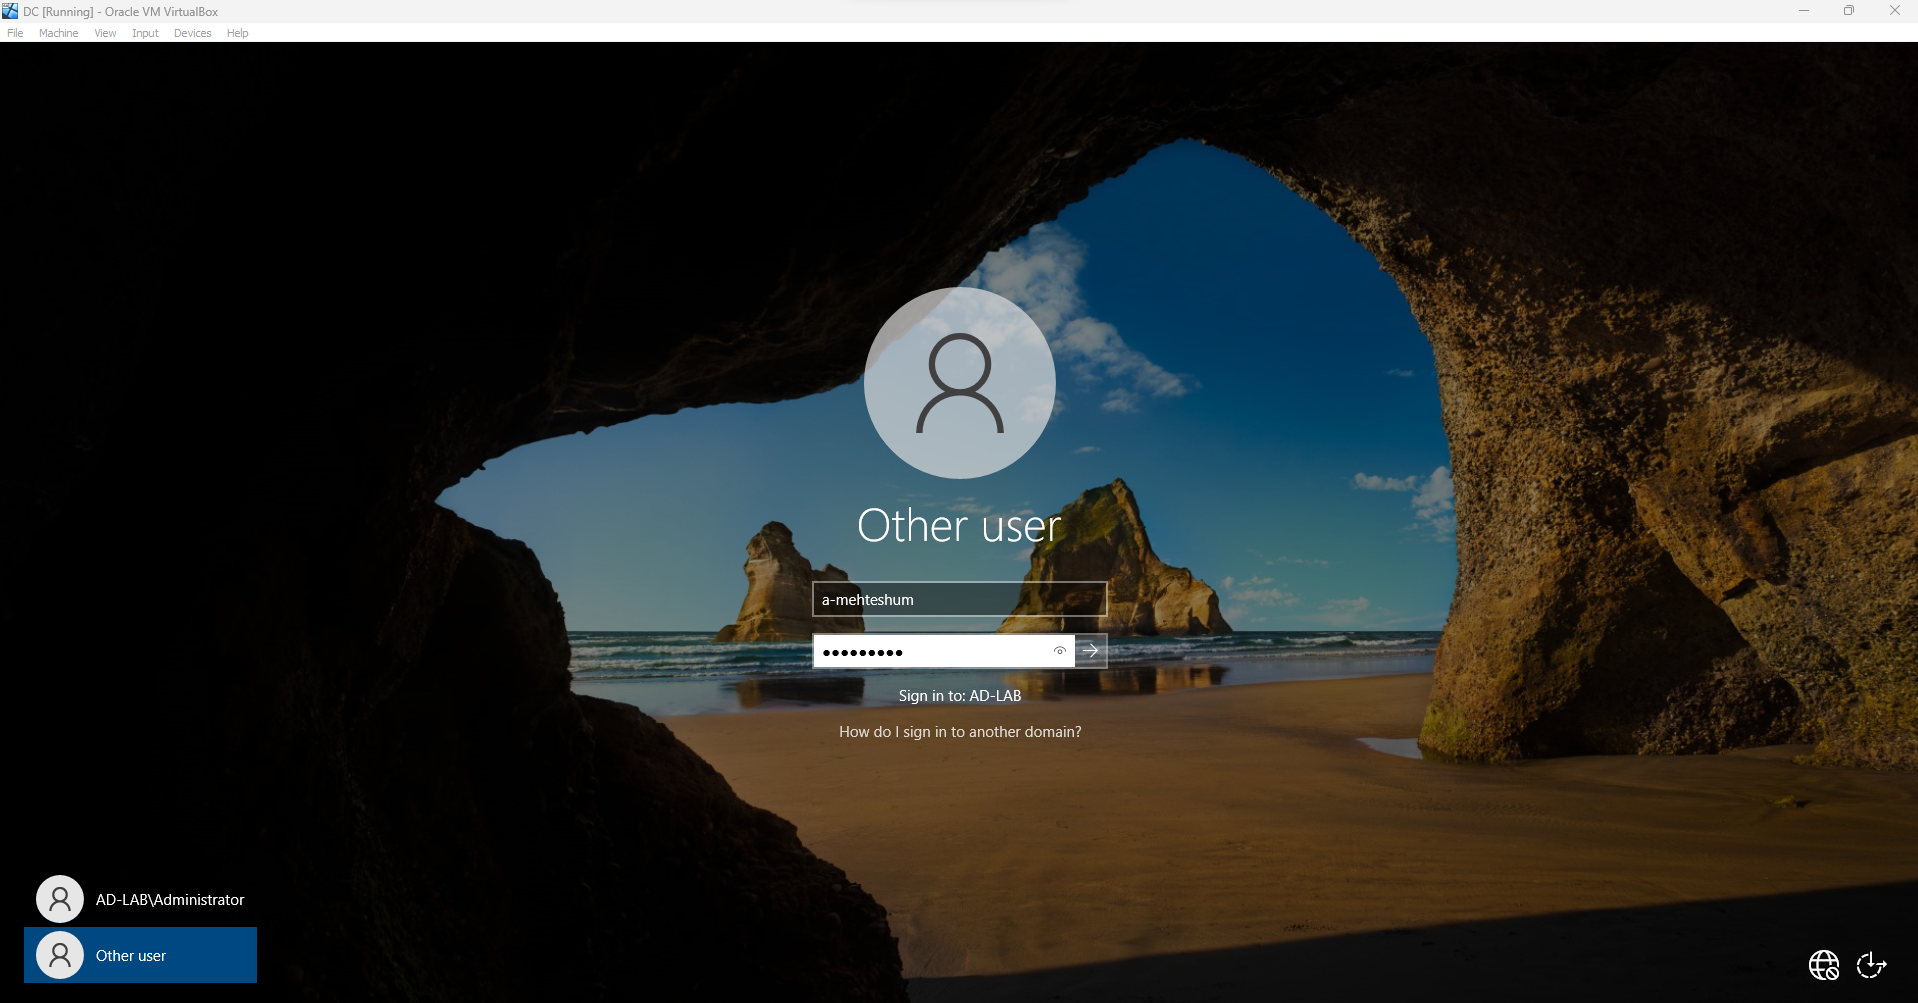 DC [Running] - Oracle VM VirtualBox
File Machine View Input Devices Help
Other user
a-mehteshum
Sign in to: AD-LAB
How do I sign in to another domain?
AD-LAB\Administrator
Other user